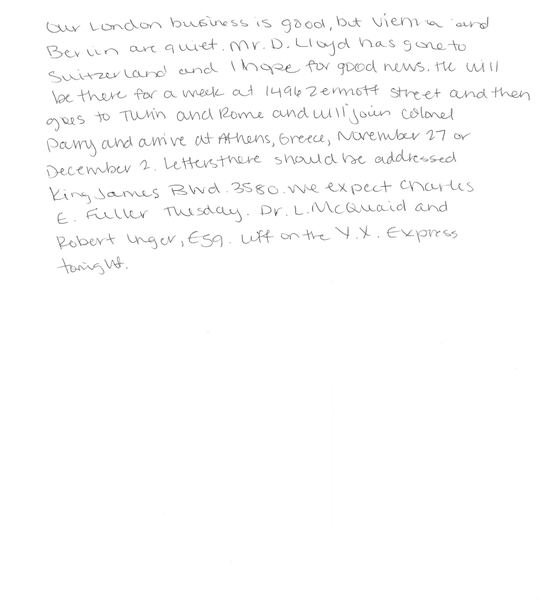 Our London business is good, but Vienna and
Berlin are quiet. Mr. D. Lloyd has gone to
Switzerland and I hope for good news. He will
be there for a week at 1496 Zermott street and then
goes to Turin and Rome and will join Colonel
Parry and arrive at Athens, Greece, November 27 or
December 2. Letters there should be addressed
King James Blvd. 3580. We expect Charles
E. Fuller Tuesday. Dr. L. McQuaid and
Robert Unger, Esq. left on the Y.X. Express
tonight.